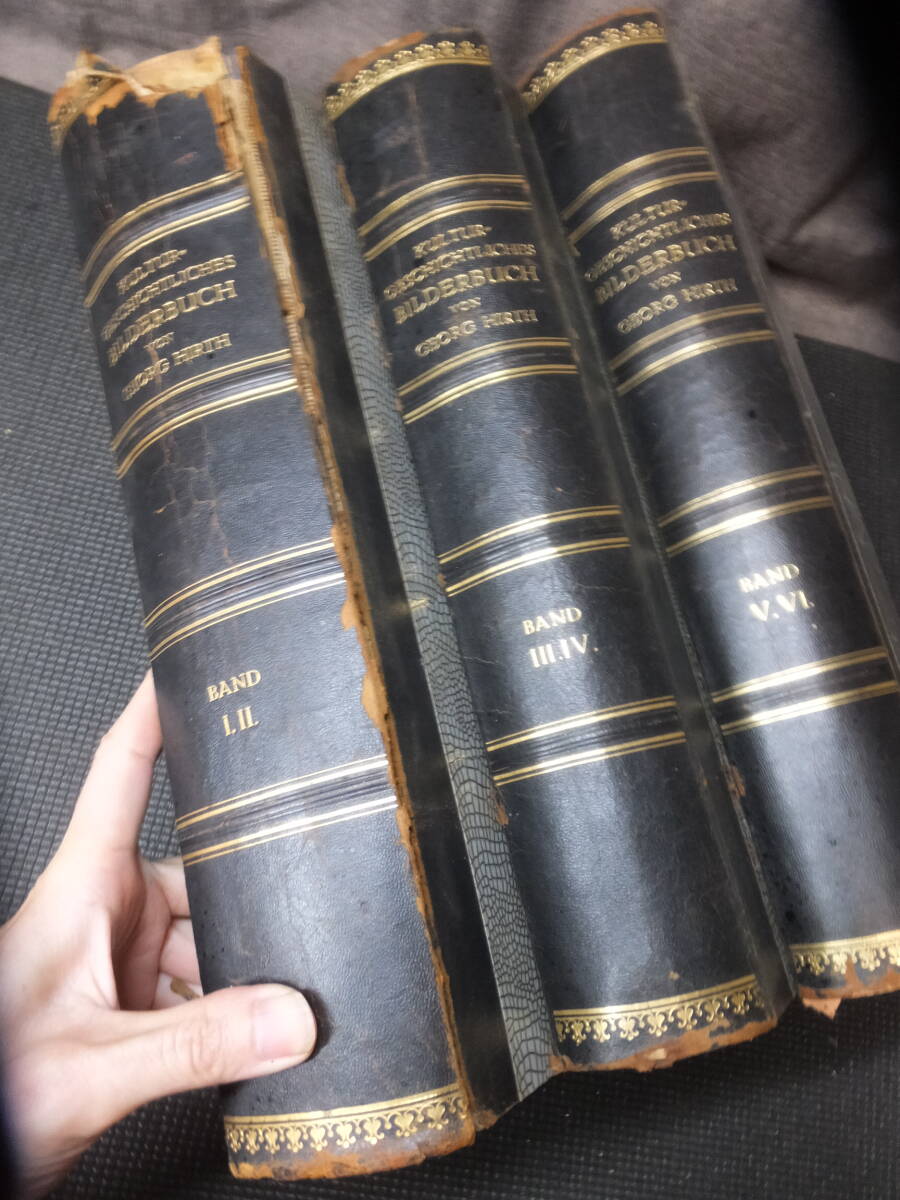 KULTUR-
GESCHICHTLICHES
BILDERBUCH
VON
GEORG HIRTH
BAND
I. II.
KULTUR-
GESCHICHTLICHES
BILDERBUCH
VON
GEORG HIRTH
BAND
III. IV.
KULTUR-
GESCHICHTLICHES
BILDERBUCH
VON
GEORG HIRTH
BAND
V. VI.